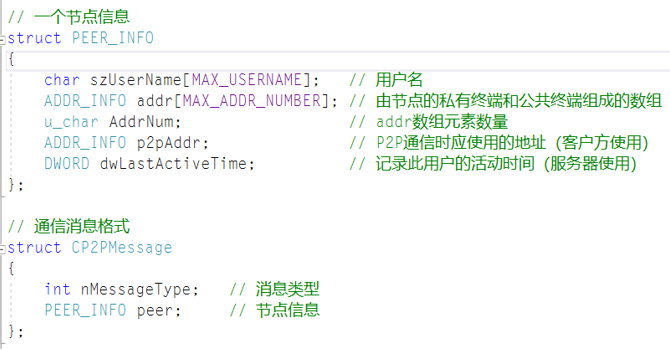 // 一个节点信息
struct PEER_INFO
{
char szUserName[MAX_USERNAME]; // 用户名
ADDR_INFO addr[MAX_ADDR_NUMBER]; // 由节点的私有终端和公共终端组成的数组
u_char AddrNum; // addr数组元素数量
ADDR_INFO p2pAddr; // P2P通信时应使用的地址（客户方使用）
DWORD dwLastActiveTime; // 记录此用户的活动时间（服务器使用）
};
// 通信消息格式
struct CP2PMessage
{
int nMessageType; // 消息类型
PEER_INFO peer; // 节点信息
};